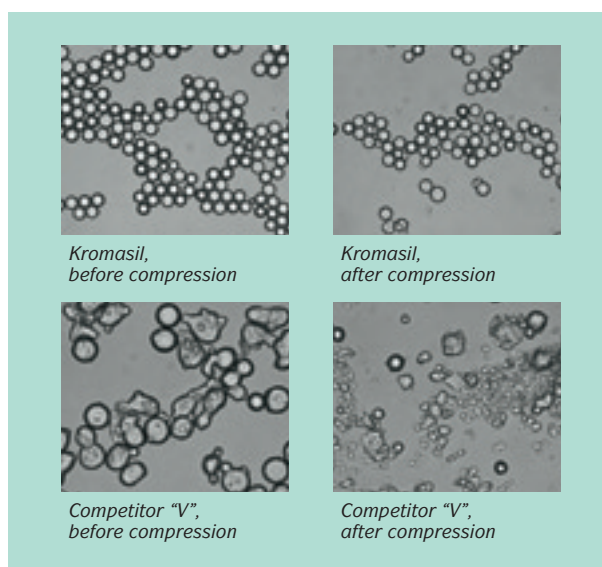 Kromasil,
before compression
Kromasil,
after compression
Competitor “V”,
before compression
Competitor “V”,
after compression